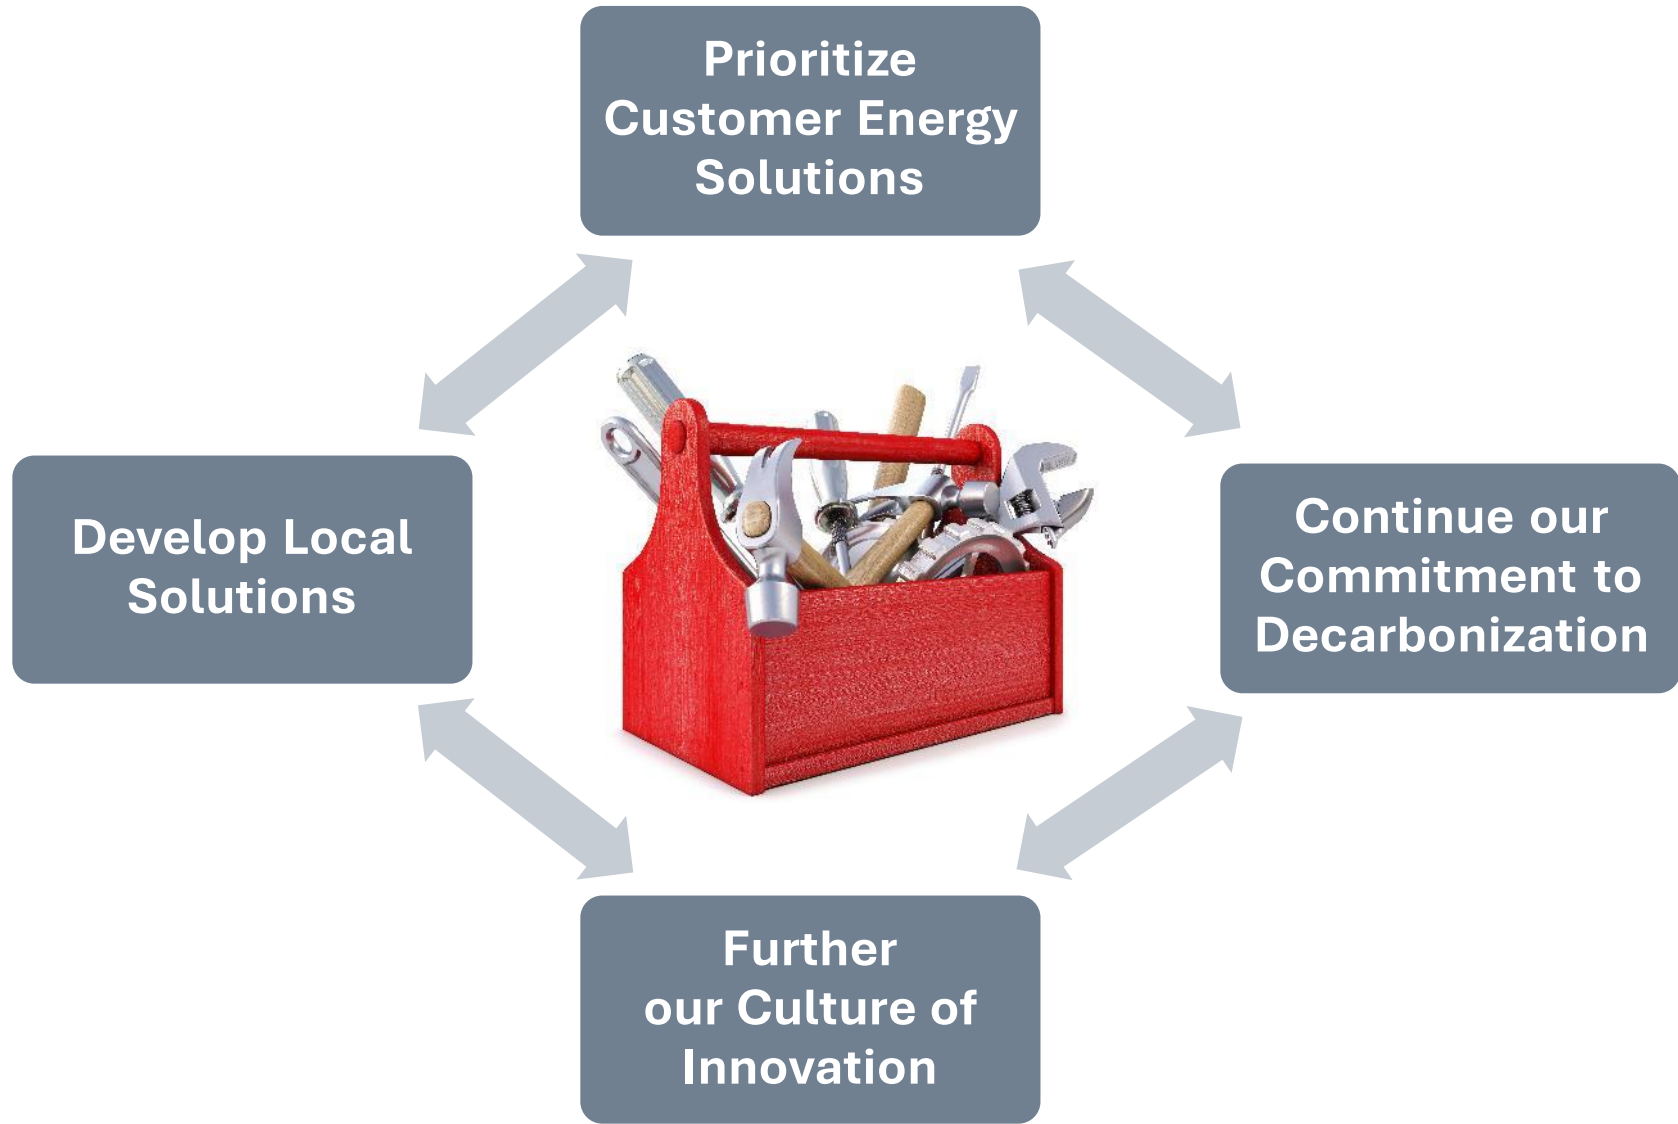 Prioritize
Customer Energy
Solutions
Develop Local
Solutions
Continue our
Commitment to
Decarbonization
Further
our Culture of
Innovation